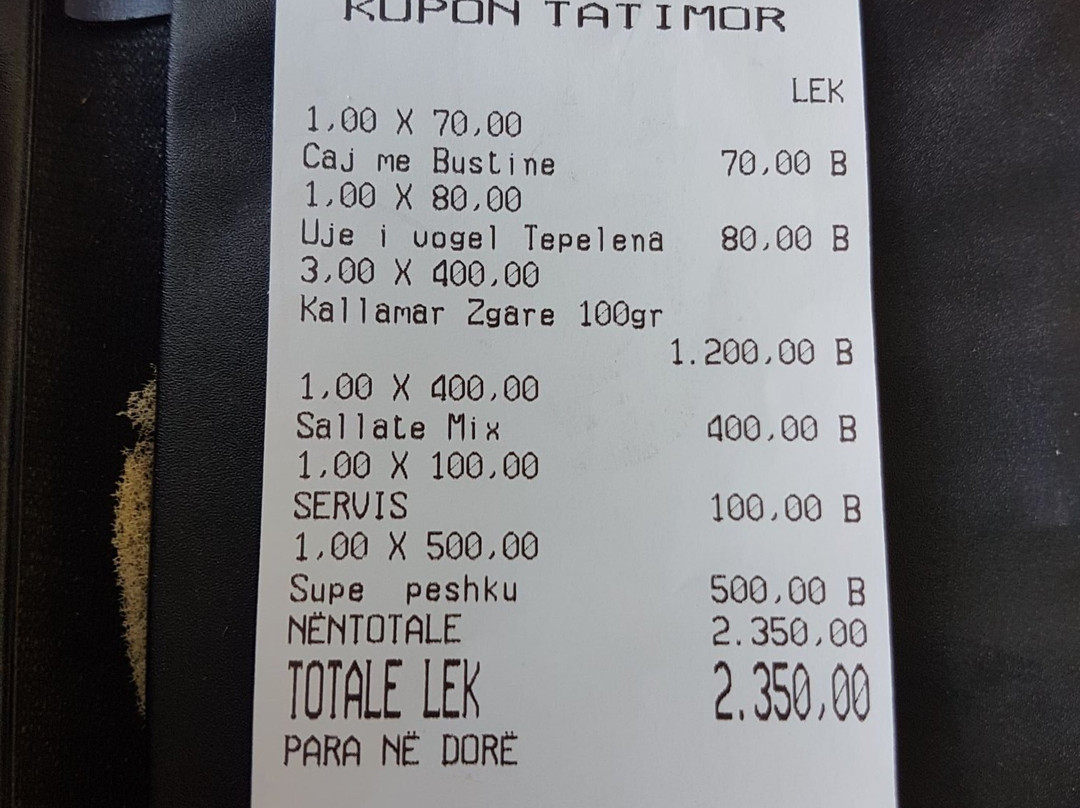 KUPON TATIMOR
LEK
1,00 X 70,00
Caj me Bustine 70,00 B
1,00 X 80,00
Uje i vogel Tepelena 80,00 B
3,00 X 400,00
Kallamar Zgare 100gr
1.200,00 B
1,00 X 400,00
Sallate Mix 400,00 B
1,00 X 100,00
SERVIS 100,00 B
1,00 X 500,00
Supe peshku 500,00 B
NËNTOTALE 2.350,00
TOTALE LEK 2.350,00
PARA NË DORË